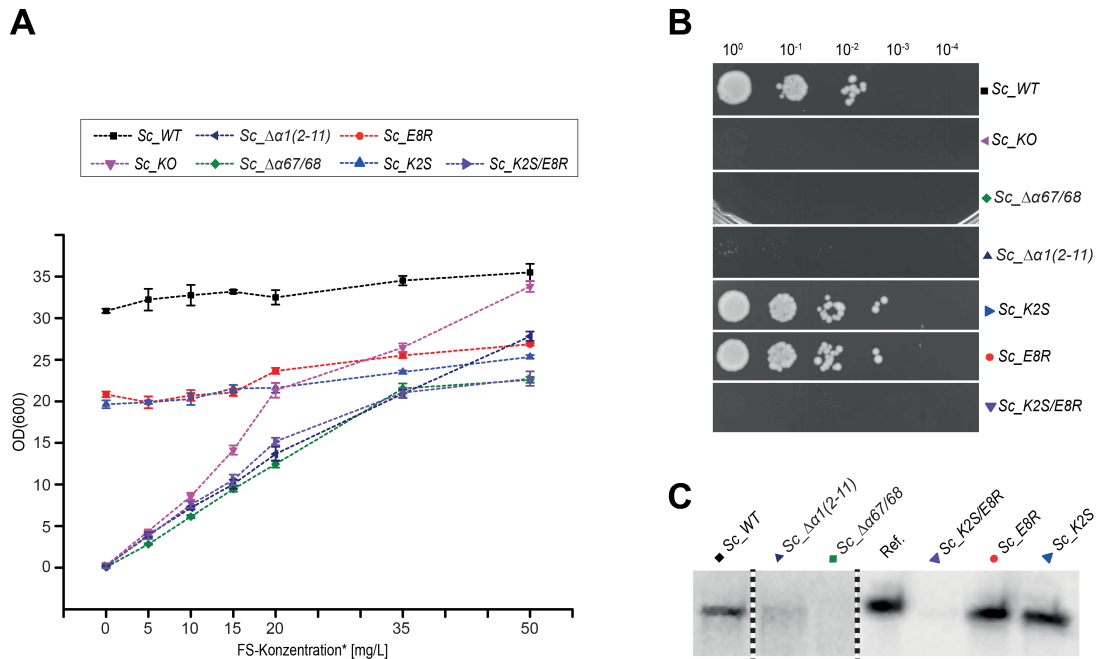 A
Sc_WT Sc_Δα1(2-11) Sc_E8R
Sc_KO Sc_Δα67/68 Sc_K2S Sc_K2S/E8R
OD(600)
35
30
25
20
15
10
5
0
0 5 10 15 20 35 50
FS-Konzentration* [mg/L]
B
10⁰ 10⁻¹ 10⁻² 10⁻³ 10⁻⁴
Sc_WT
Sc_KO
Sc_Δα67/68
Sc_Δα1(2-11)
Sc_K2S
Sc_E8R
Sc_K2S/E8R
C
Sc_WT Sc_Δα1(2-11) Sc_Δα67/68 Ref. Sc_K2S/E8R Sc_E8R Sc_K2S